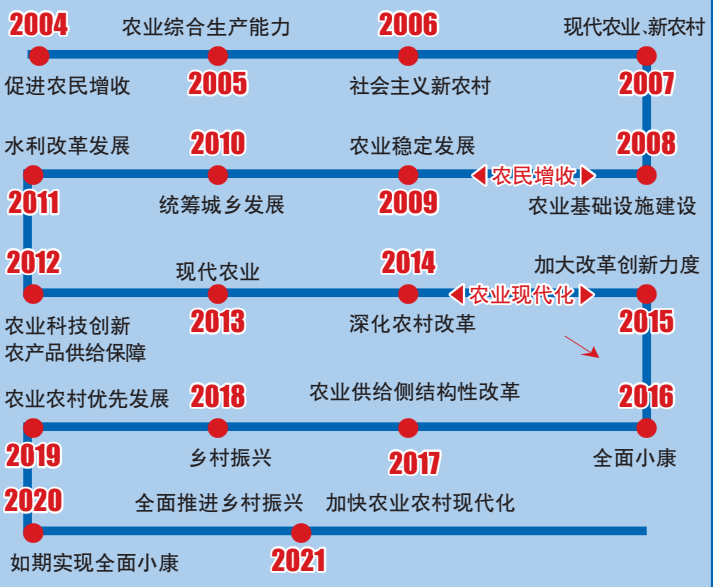 2004
农业综合生产能力
2006
现代农业、新农村
促进农民增收
2005
社会主义新农村
2007
水利改革发展
2010
农业稳定发展
2008
农民增收
2011
统筹城乡发展
2009
农业基础设施建设
2012
现代农业
2014
加大改革创新力度
农业现代化
农业科技创新
农产品供给保障
2013
深化农村改革
2015
农业农村优先发展
2018
农业供给侧结构性改革
2016
2019
乡村振兴
2017
全面小康
2020
全面推进乡村振兴
加快农业农村现代化
如期实现全面小康
2021